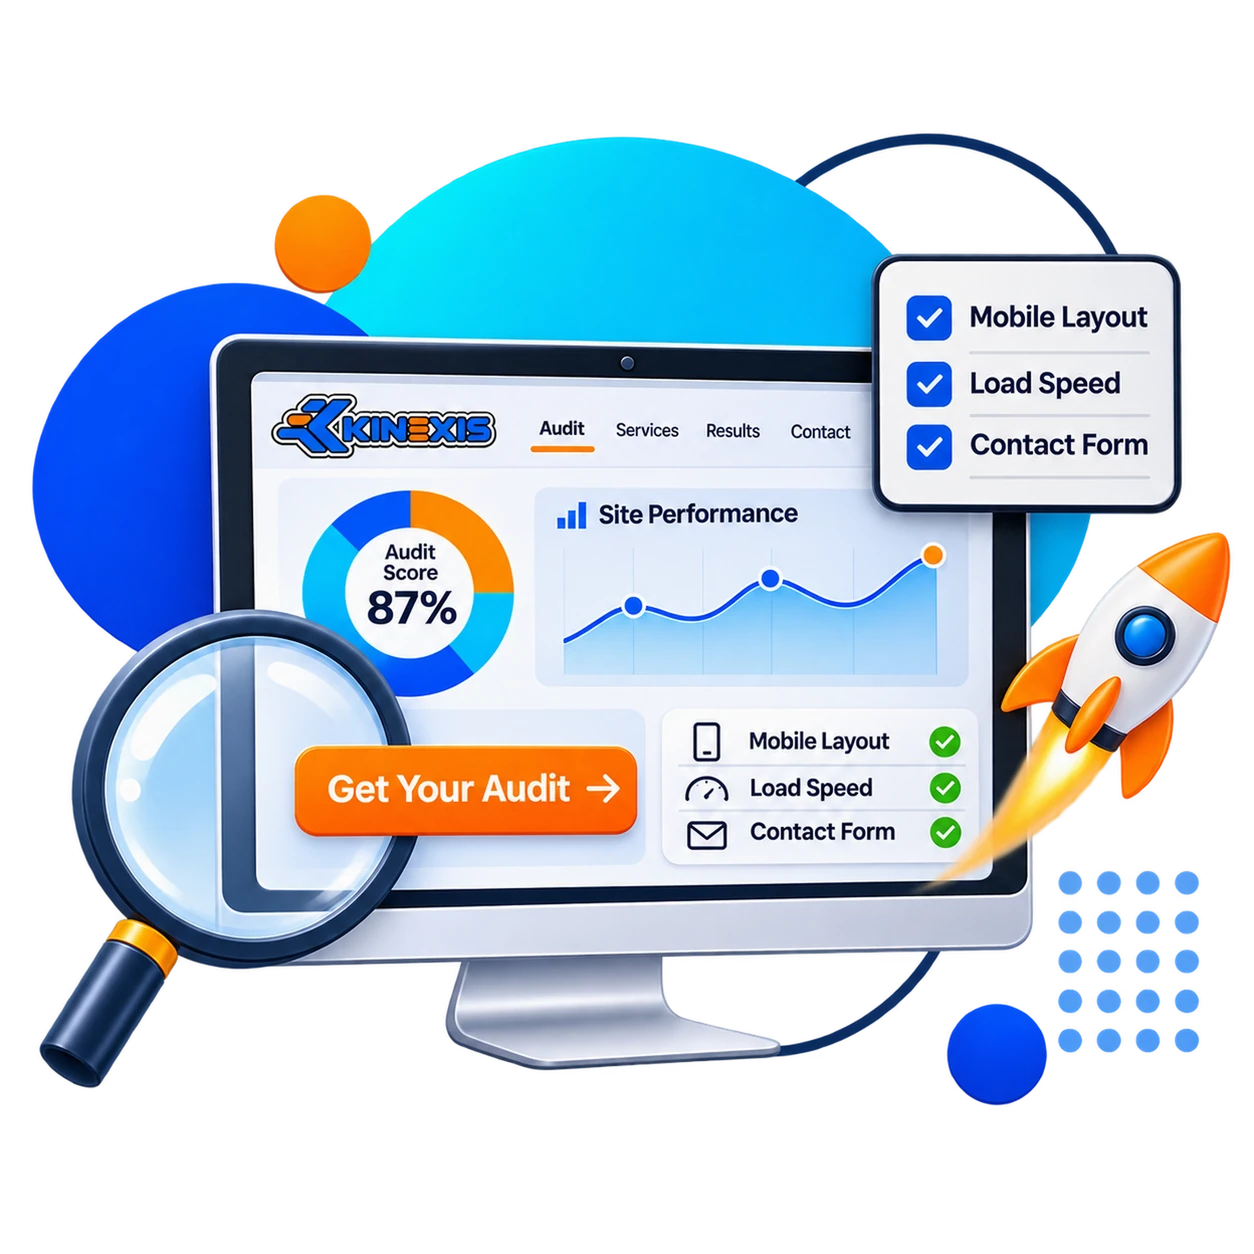 KINEXIS
Audit
Services
Results
Contact
Mobile Layout
Load Speed
Contact Form
Audit
Score
87%
Site Performance
Get Your Audit →
Mobile Layout
Load Speed
Contact Form